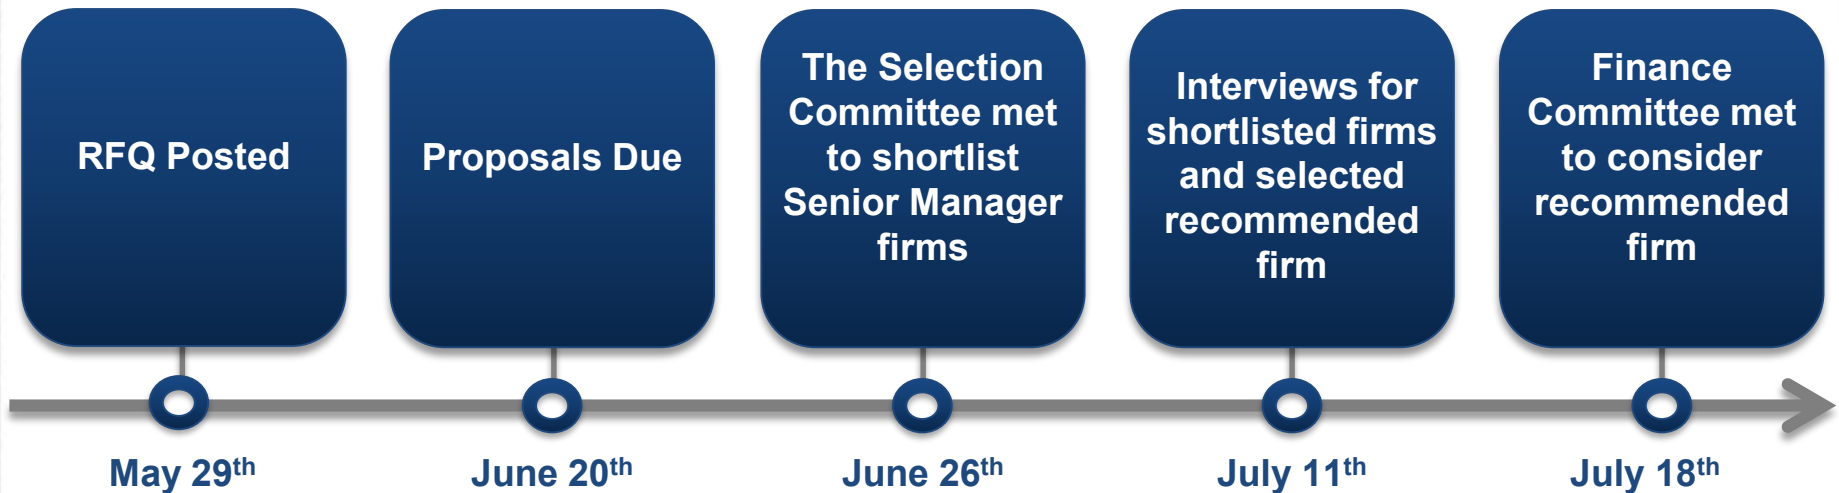 RFQ Posted
Proposals Due
The Selection
Committee met
to shortlist
Senior Manager
firms
Interviews for
shortlisted firms
and selected
recommended
firm
Finance
Committee met
to consider
recommended
firm
May 29th
June 20th
June 26th
July 11th
July 18th